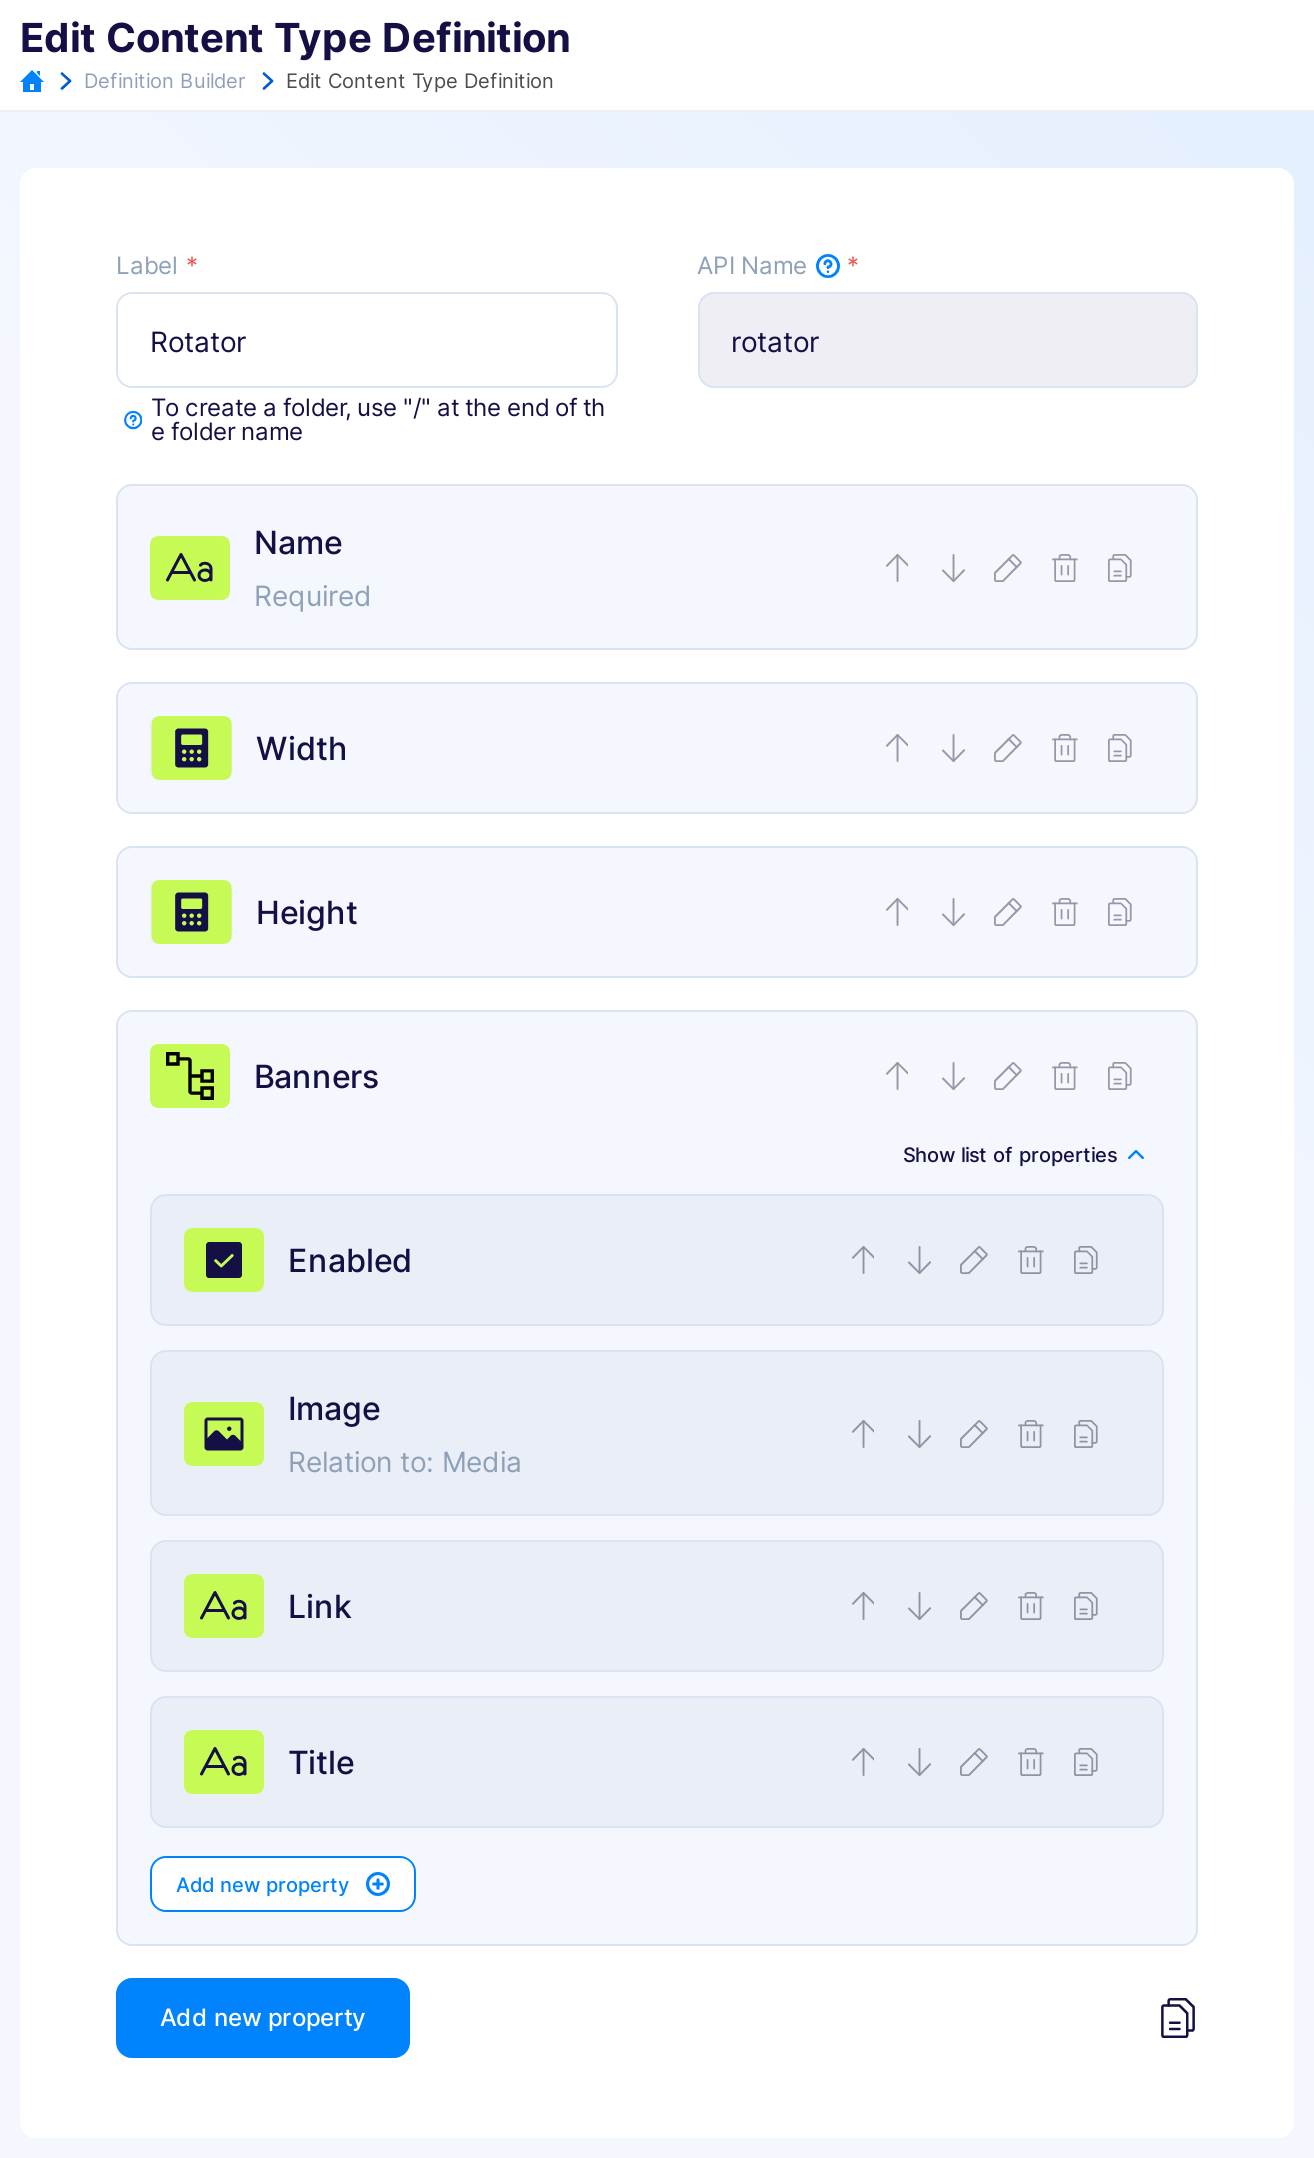 Edit Content Type Definition
Definition Builder Edit Content Type Definition
Label * API Name *
Rotator rotator
To create a folder, use "/" at the end of th
e folder name
Aa Name
Required
Width
Height
Banners
Show list of properties
Enabled
Image
Relation to: Media
Aa Link
Aa Title
Add new property
Add new property